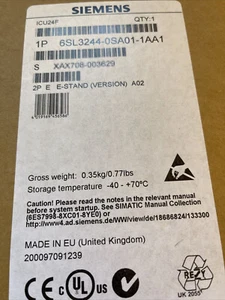 SIEMENS
ICU24F QTY:1
1P 6SL3244-0SA01-1AA1
S XAX708-003629
2P E E-STAND (VERSION) A02
Gross weight: 0.35kg/0.77lbs
Storage temperature -40 - +70°C
Please read the notes in the relevant manual
before startup. See SIMATIC Manual Collection
(6ES7998-8XC01-8YE0) or
http://www4.ad.siemens.de/WW/view/de/18686824/133300
MADE IN EU (United Kingdom)
200097091239
CE
RESY